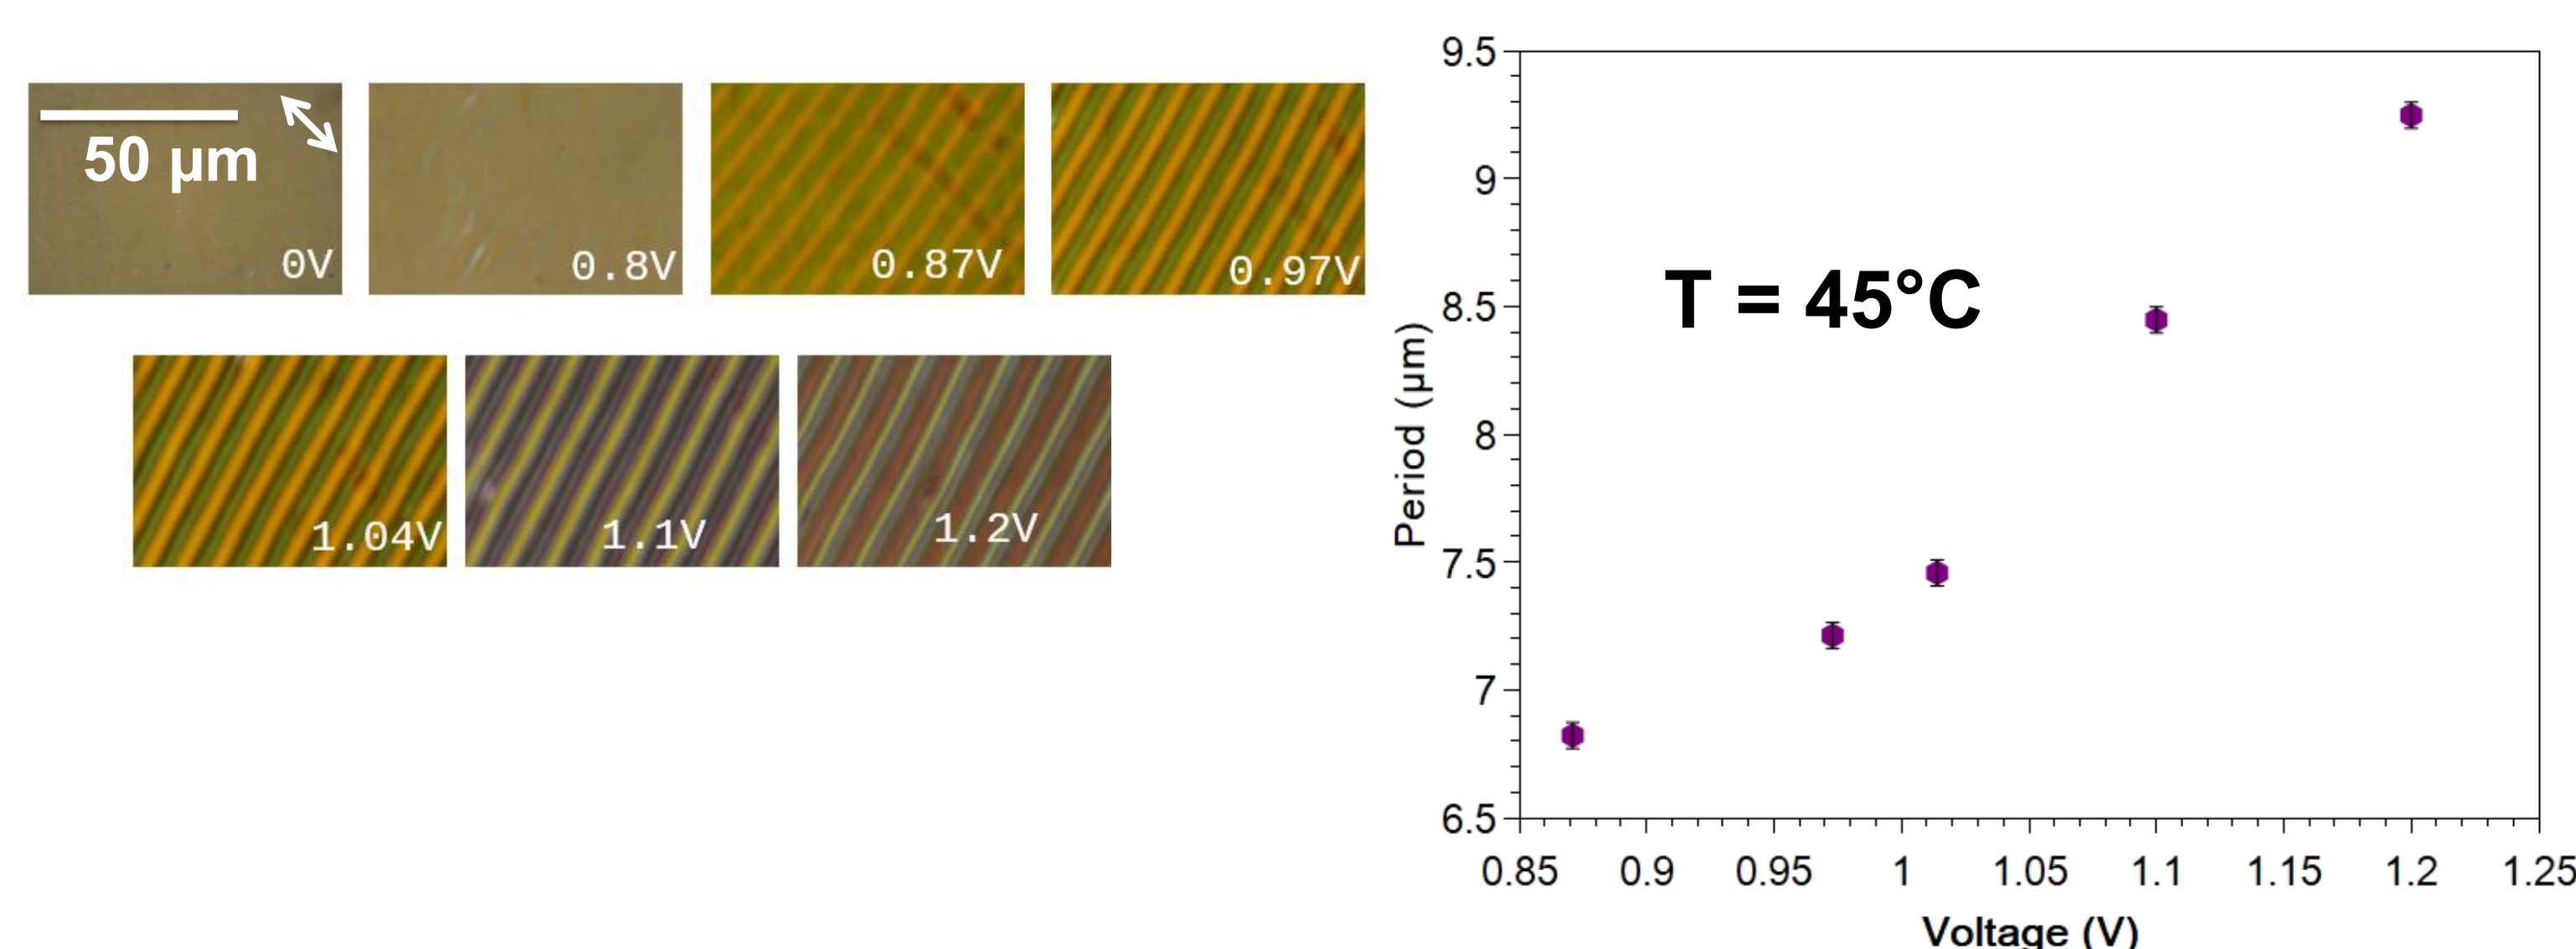 50 µm
0V
0.8V
0.87V
0.97V
1.04V
1.1V
1.2V
9.5
9
8.5
8
7.5
7
6.5
Period (µm)
T = 45°C
0.85 0.9 0.95 1 1.05 1.1 1.15 1.2 1.25
Voltage (V)